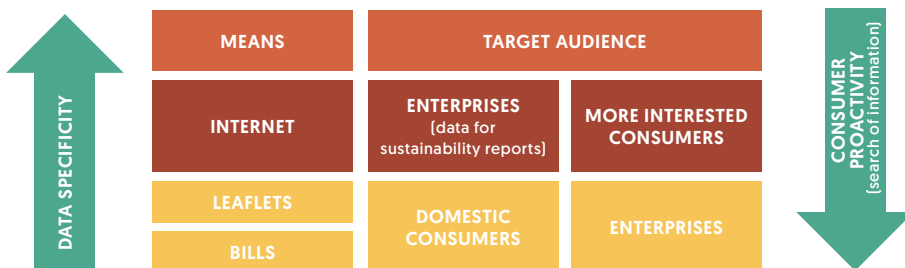 DATA SPECIFICITY
MEANS
TARGET AUDIENCE
INTERNET
ENTERPRISES
(data for
sustainability reports)
MORE INTERESTED
CONSUMERS
LEAFLETS
BILLS
DOMESTIC
CONSUMERS
ENTERPRISES
CONSUMER
PROACTIVITY
(search of information)